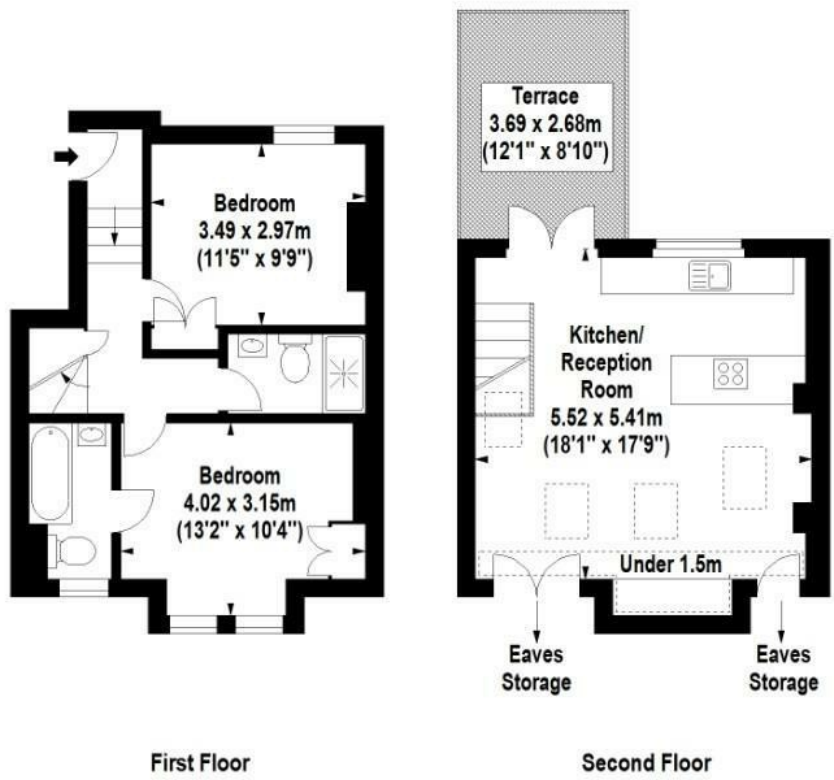 Terrace
3.69 x 2.68m
(12'1" x 8'10")
Bedroom
3.49 x 2.97m
(11'5" x 9'9")
Kitchen/
Reception
Room
5.52 x 5.41m
(18'1" x 17'9")
Bedroom
4.02 x 3.15m
(13'2" x 10'4")
Under 1.5m
Eaves
Storage
Eaves
Storage
First Floor
Second Floor